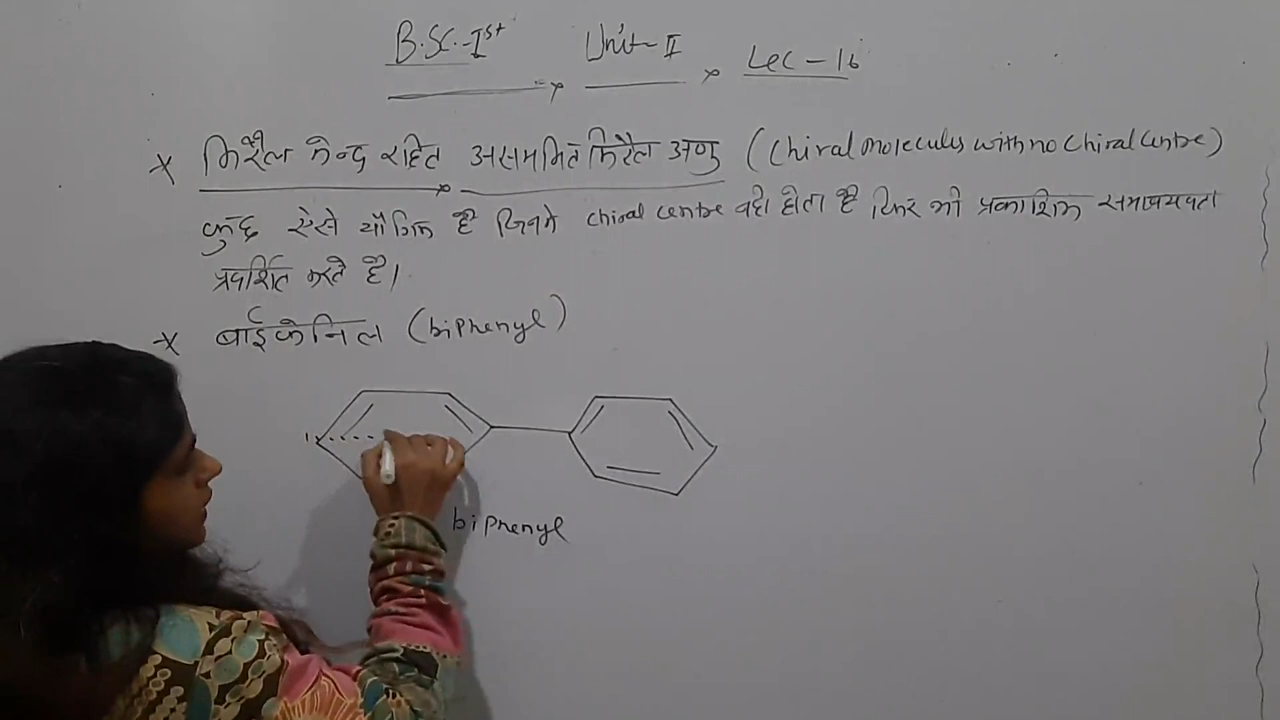 B.SC.-Ist Unit-II Lec-16
* किरैल केन्द्र रहित असममित किरैल अणु (Chiral moleculus with no Chiral Centre)
कुछ ऐसे यौगिक है जिनमे chiral centre नही होता है फिर भी प्रकाशिक समावयवता
प्रदर्शित करते है।
* बाईफेनिल (biphenyl)
biphenyl